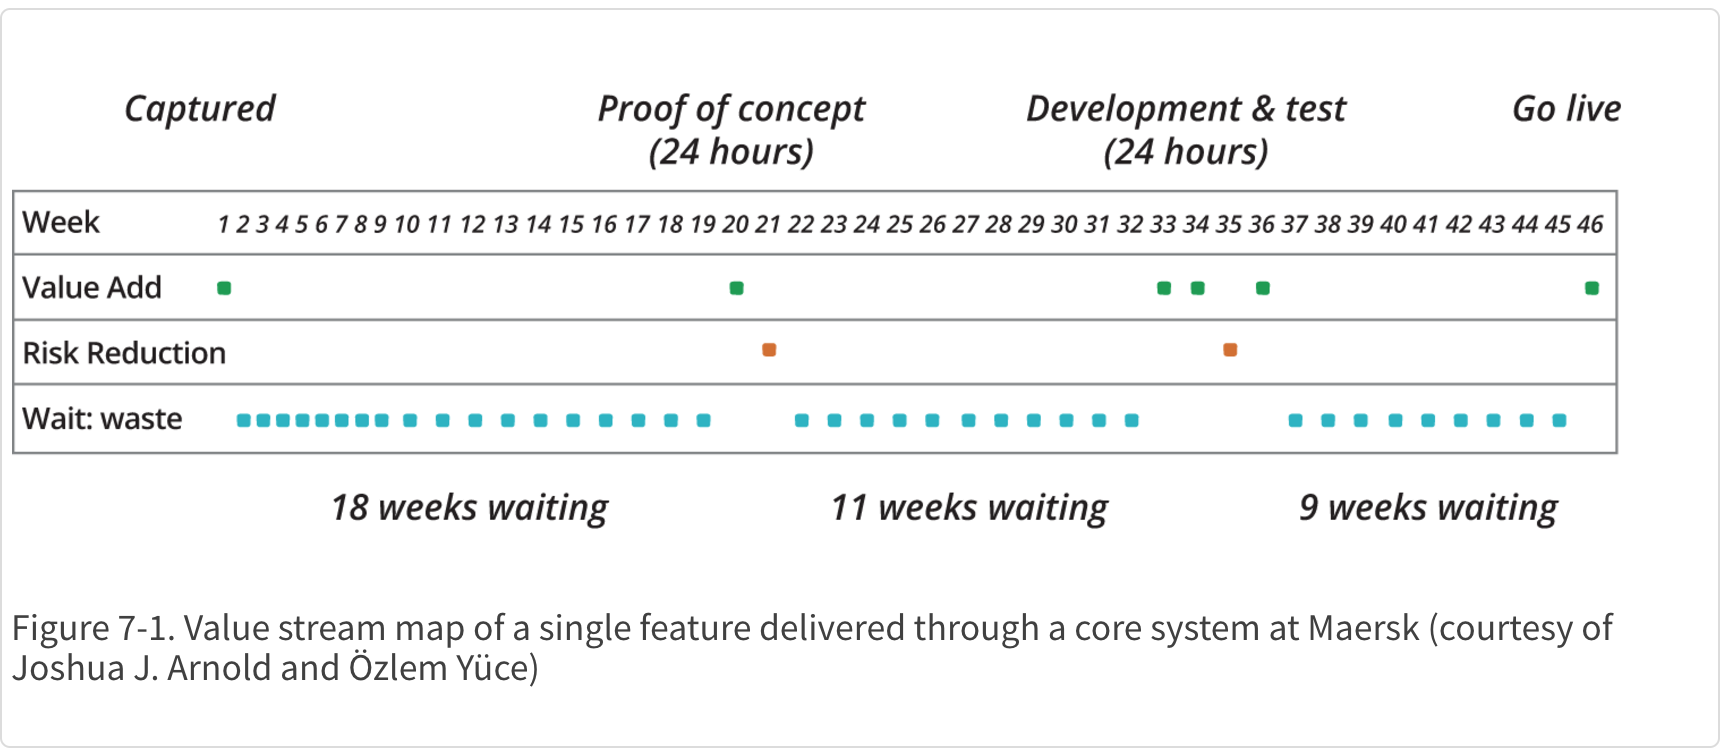 Captured Proof of concept Development & test Go live
(24 hours) (24 hours)
Week 1 2 3 4 5 6 7 8 9 10 11 12 13 14 15 16 17 18 19 20 21 22 23 24 25 26 27 28 29 30 31 32 33 34 35 36 37 38 39 40 41 42 43 44 45 46
Value Add
Risk Reduction
Wait: waste
18 weeks waiting 11 weeks waiting 9 weeks waiting
Figure 7-1. Value stream map of a single feature delivered through a core system at Maersk (courtesy of
Joshua J. Arnold and Özlem Yüce)